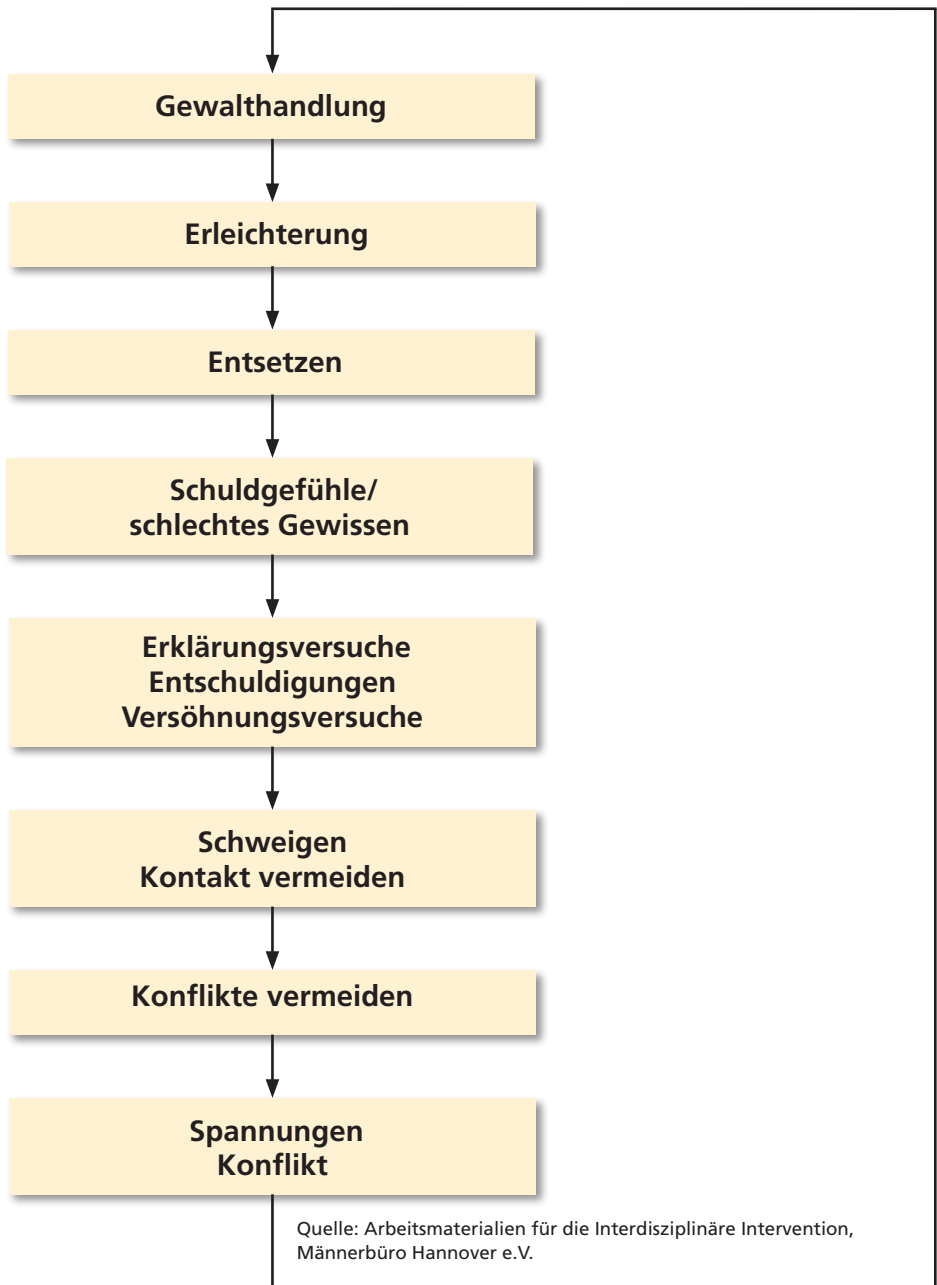 Gewalthandlung
Erleichterung
Entsetzen
Schuldgefühle/
schlechtes Gewissen
Erklärungsversuche
Entschuldigungen
Versöhnungsversuche
Schweigen
Kontakt vermeiden
Konflikte vermeiden
Spannungen
Konflikt
Quelle: Arbeitsmaterialien für die Interdisziplinäre Intervention,
Männerbüro Hannover e.V.